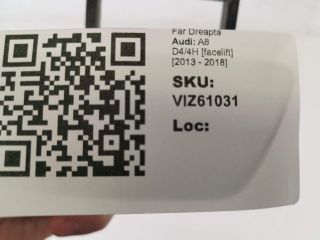 Far Dreapta
Audi: A8
D4/4H [facelift]
[2013 - 2018]
SKU:
VIZ61031
Loc: